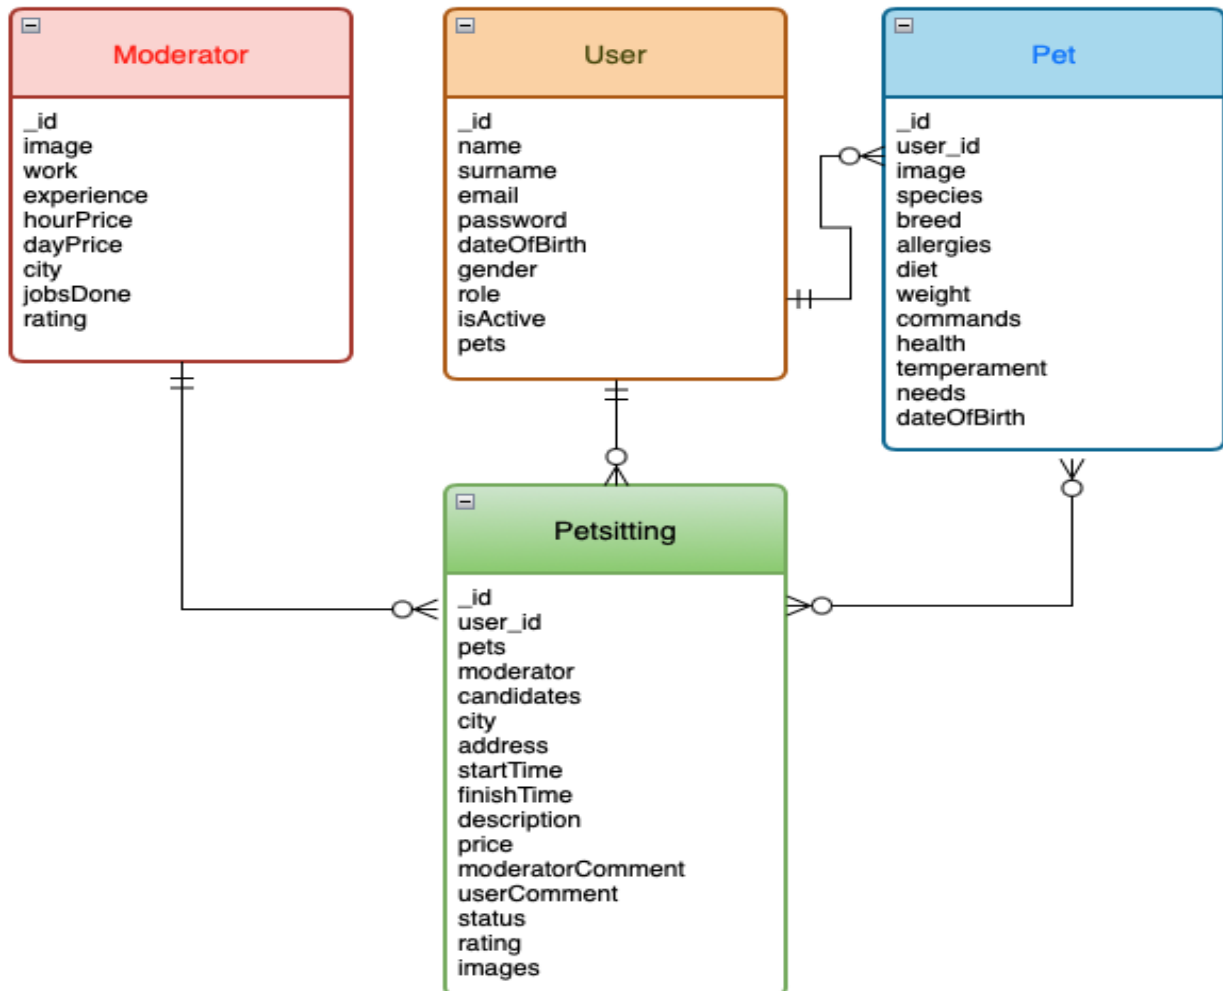 Moderator
_id
image
work
experience
hourPrice
dayPrice
city
jobsDone
rating
User
_id
name
surname
email
password
dateOfBirth
gender
role
isActive
pets
Pet
_id
user_id
image
species
breed
allergies
diet
weight
commands
health
temperament
needs
dateOfBirth
Petsitting
_id
user_id
pets
moderator
candidates
city
address
startTime
finishTime
description
price
moderatorComment
userComment
status
rating
images